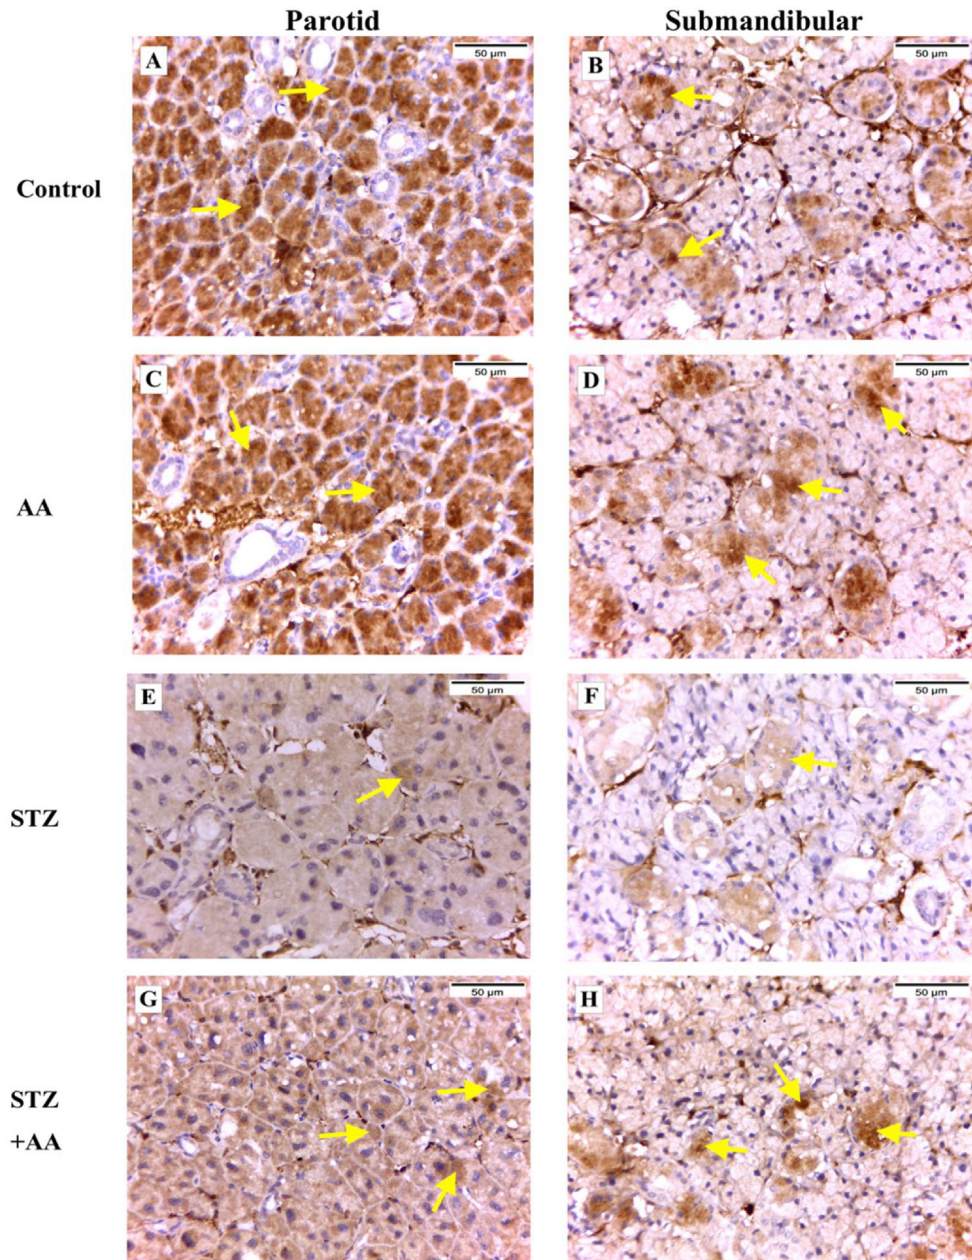 Parotid Submandibular
A 50 µm B 50 µm
Control
C 50 µm D 50 µm
AA
E 50 µm F 50 µm
STZ
G 50 µm H 50 µm
STZ
+AA